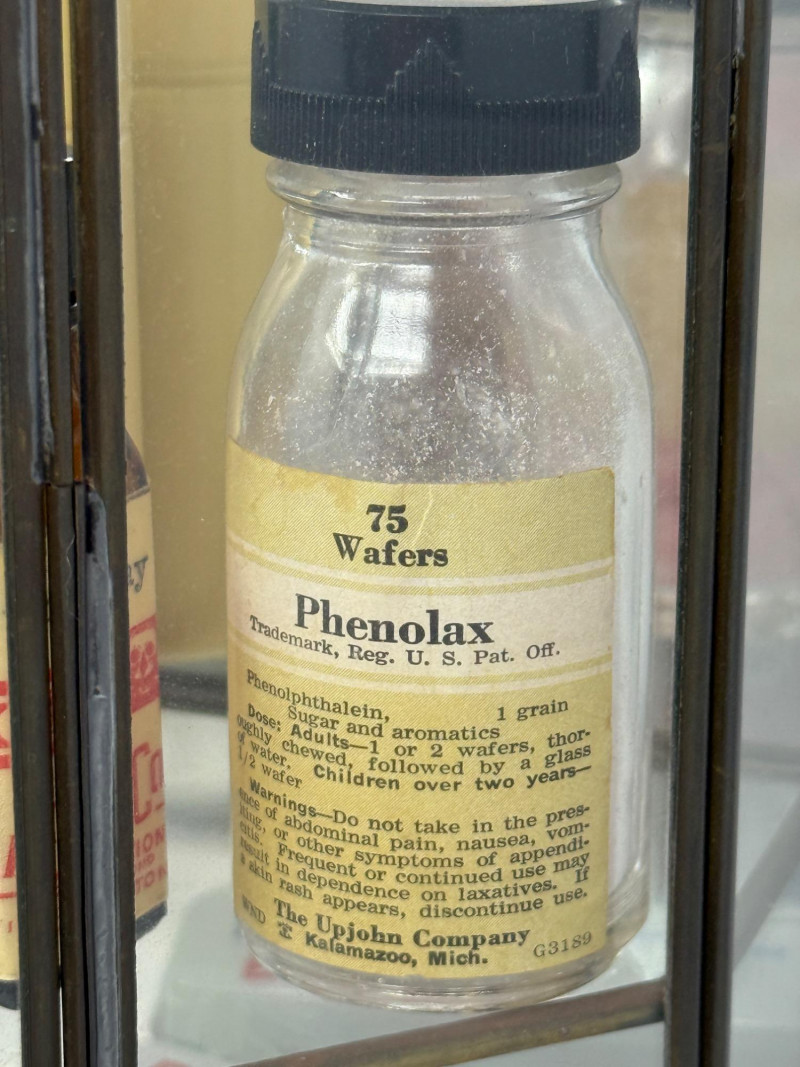 75
Wafers
Phenolax
Trademark, Reg. U. S. Pat. Off.
Phenolphthalein, 1 grain
Sugar and aromatics
Dose: Adults—1 or 2 wafers, thor-
oughly chewed, followed by a glass
of water. Children over two years—
1/2 wafer
Warnings—Do not take in the pres-
ence of abdominal pain, nausea, vom-
iting, or other symptoms of appendi-
citis. Frequent or continued use may
result in dependence on laxatives. If
a skin rash appears, discontinue use.
The Upjohn Company
Kalamazoo, Mich.
WND
G3189